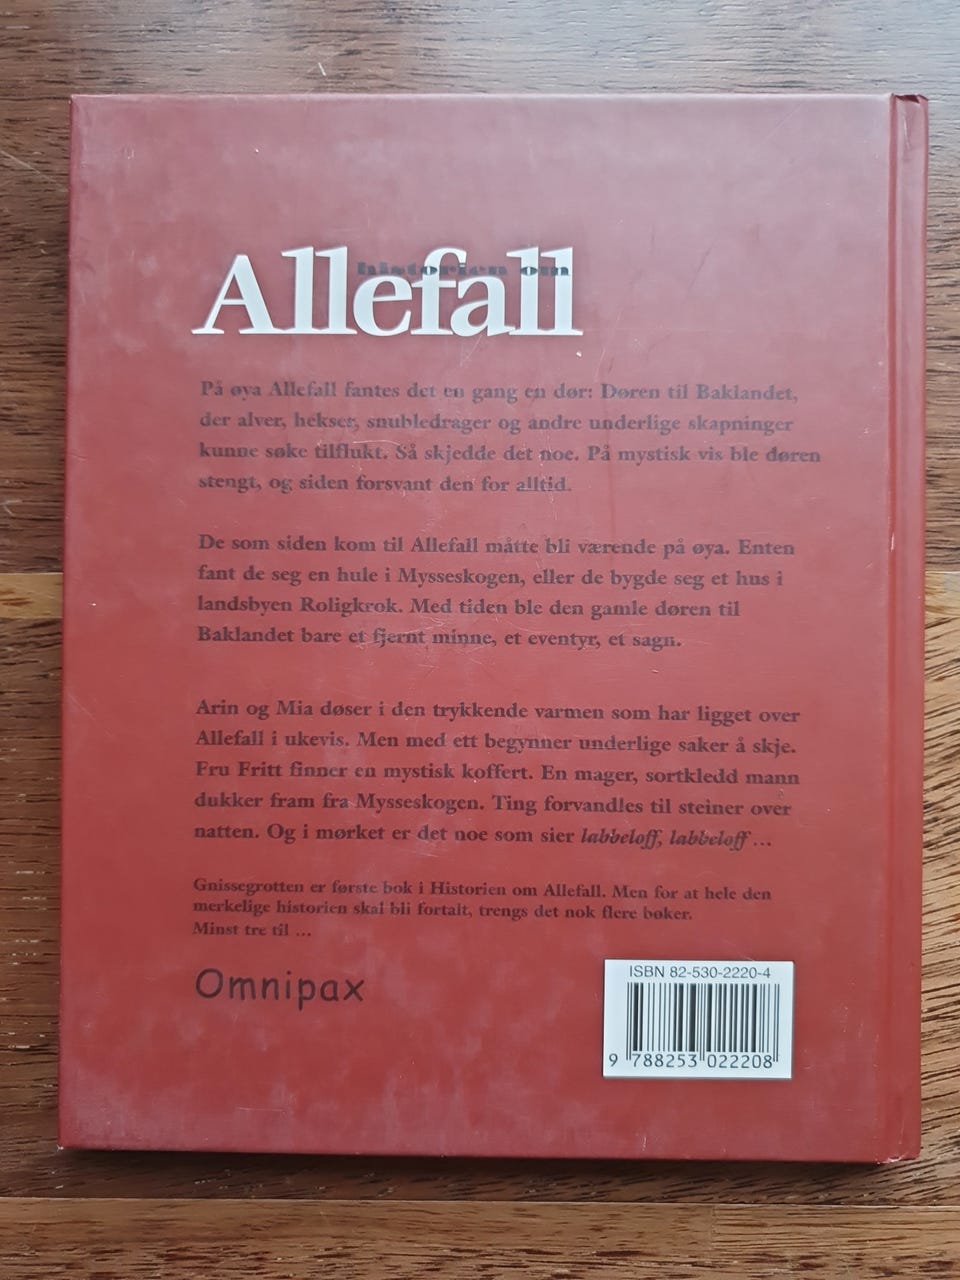 historien om
Allefall
På øya Allefall fantes det en gang en dør: Døren til Baklandet,
der alver, hekser, snubledrager og andre underlige skapninger
kunne søke tilflukt. Så skjedde det noe. På mystisk vis ble døren
stengt, og siden forsvant den for alltid.
De som siden kom til Allefall måtte bli værende på øya. Enten
fant de seg en hule i Mysseskogen, eller de bygde seg et hus i
landsbyen Roligkrok. Med tiden ble den gamle døren til
Baklandet bare et fjernt minne, et eventyr, et sagn.
Arin og Mia døser i den trykkende varmen som har ligget over
Allefall i ukevis. Men med ett begynner underlige saker å skje.
Fru Fritt finner en mystisk koffert. En mager, sortkledd mann
dukker fram fra Mysseskogen. Ting forvandles til steiner over
natten. Og i mørket er det noe som sier labbeloff, labbeloff ...
Gnissegrotten er første bok i Historien om Allefall. Men for at hele den
merkelige historien skal bli fortalt, trengs det nok flere bøker.
Minst tre til ...
Omnipax
ISBN 82-530-2220-4
9 788253 022208